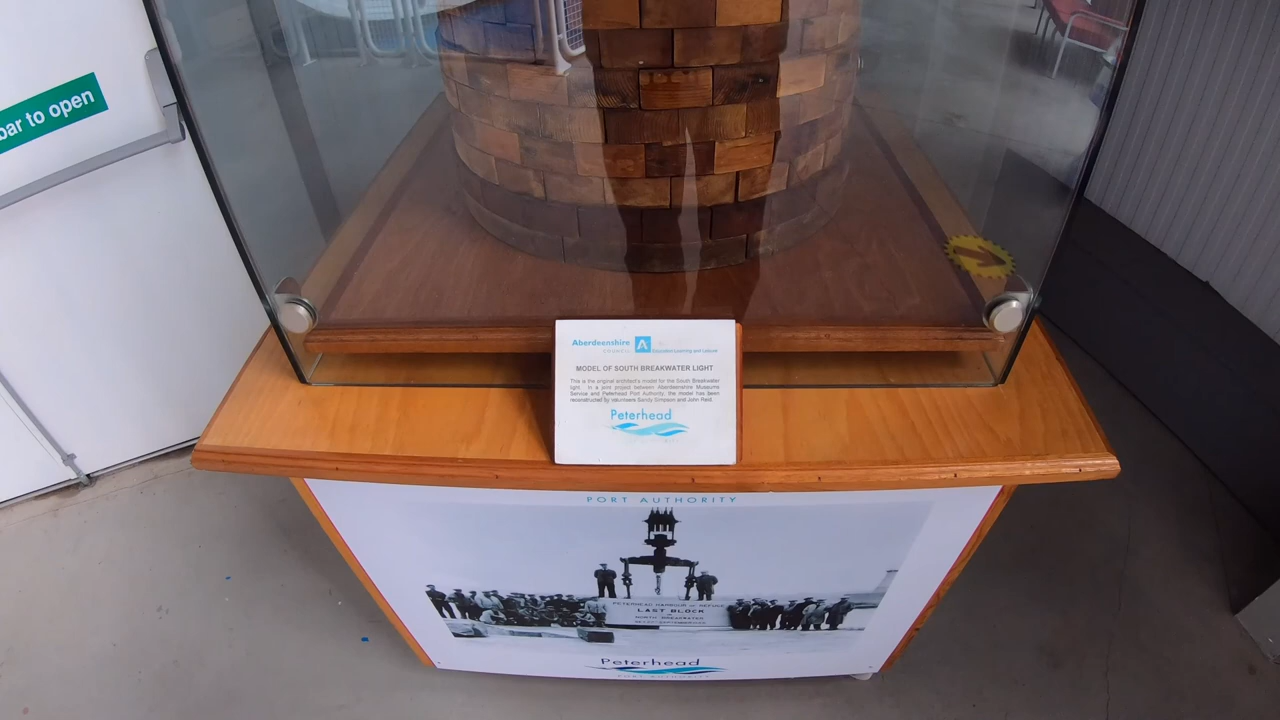 bar to open
Aberdeenshire
COUNCIL
Education Learning and Leisure
MODEL OF SOUTH BREAKWATER LIGHT
This is the original architect's model for the South Breakwater
light. In a joint project between Aberdeenshire Museums
Service and Peterhead Port Authority, the model has been
reconstructed by volunteers Sandy Simpson and John Reid.
Peterhead
PORT AUTHORITY
PETERHEAD HARBOUR OF REFUGE
LAST BLOCK
NORTH BREAKWATER
SEPTEMBER
Peterhead
PORT AUTHORITY